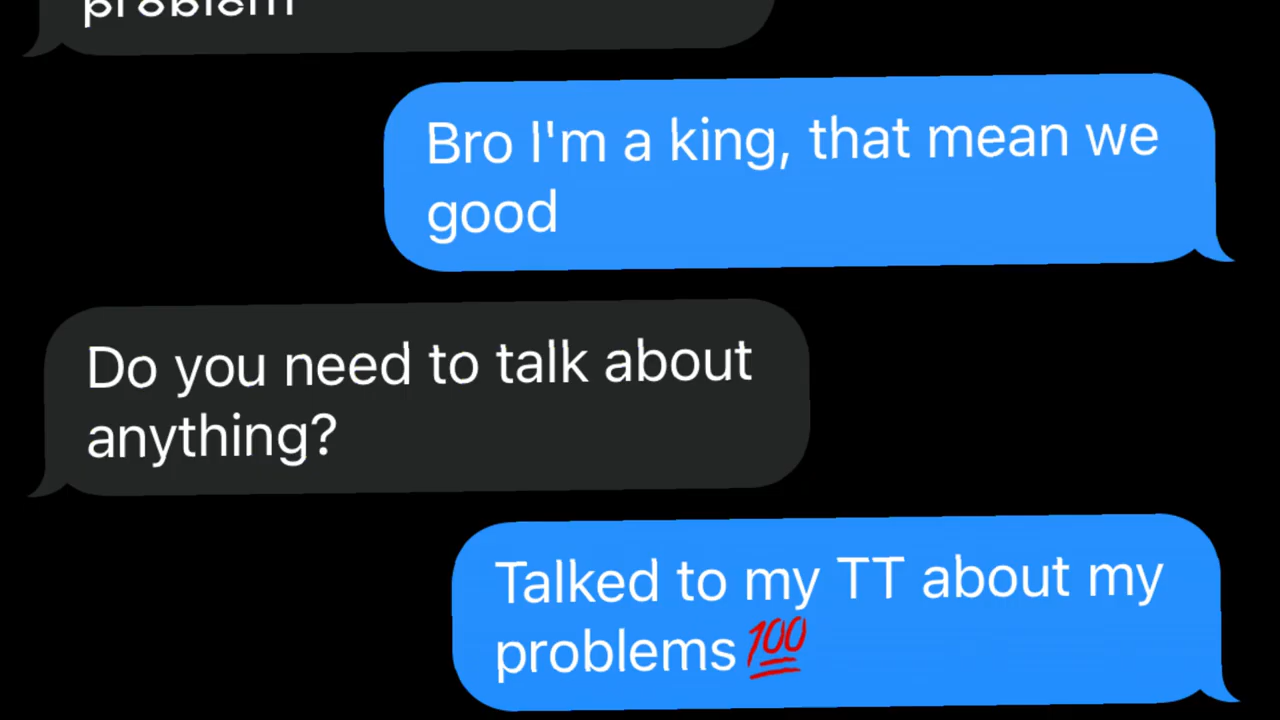 problem
Bro I'm a king, that mean we
good
Do you need to talk about
anything?
Talked to my TT about my
problems💯